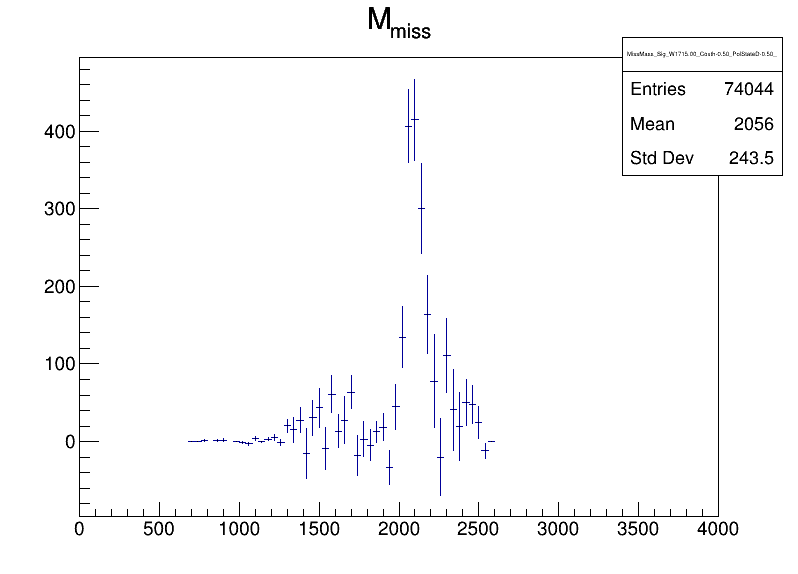 M_miss
MissMass_Sig_W1715.00_Costh-0.50_PolStateD-0.50_
Entries 74044
Mean 2056
Std Dev 243.5
400
300
200
100
0
0 500 1000 1500 2000 2500 3000 3500 4000